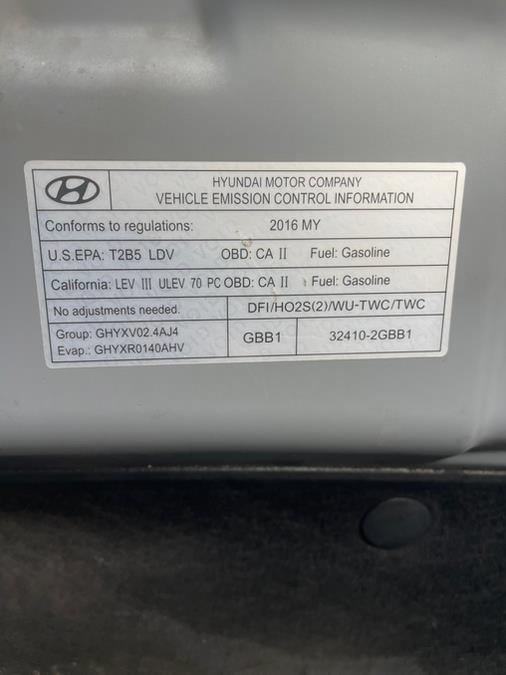 HYUNDAI MOTOR COMPANY
VEHICLE EMISSION CONTROL INFORMATION
Conforms to regulations: 2016 MY
U.S.EPA: T2B5 LDV OBD: CA II Fuel: Gasoline
California: LEV III ULEV 70 PC OBD: CA II Fuel: Gasoline
No adjustments needed. DFI/HO2S(2)/WU-TWC/TWC
Group: GHYXV02.4AJ4
Evap.: GHYXR0140AHV
GBB1 32410-2GBB1